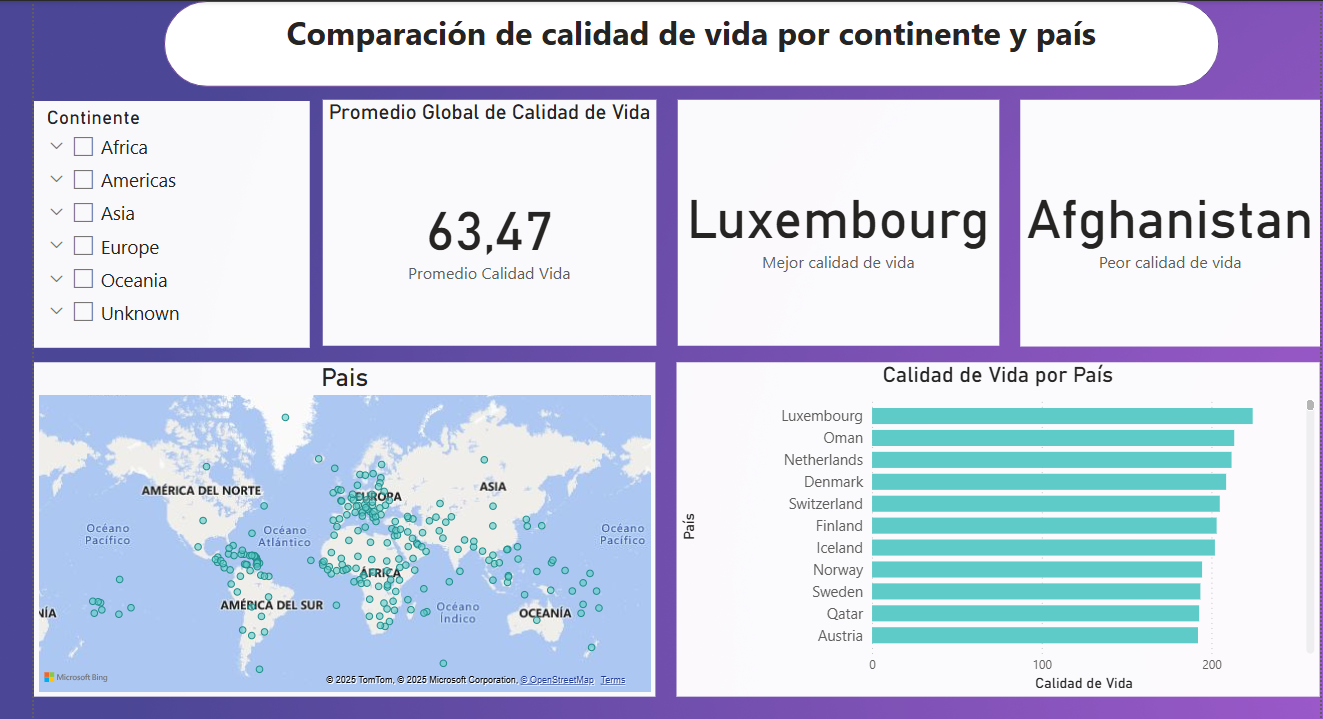 Comparación de calidad de vida por continente y país
Continente
Africa
Americas
Asia
Europe
Oceania
Unknown
Promedio Global de Calidad de Vida
63,47
Promedio Calidad Vida
Luxembourg
Mejor calidad de vida
Afghanistan
Peor calidad de vida
Pais
AMÉRICA DEL NORTE
EUROPA
ASIA
Océano
Pacífico
Océano
Atlántico
Océano
Pacífico
ÁFRICA
AMÉRICA DEL SUR
Océano
Índico
OCEANÍA
NÍA
Microsoft Bing
© 2025 TomTom, © 2025 Microsoft Corporation, © OpenStreetMap Terms
Calidad de Vida por País
País
Luxembourg
Oman
Netherlands
Denmark
Switzerland
Finland
Iceland
Norway
Sweden
Qatar
Austria
0
100
200
Calidad de Vida